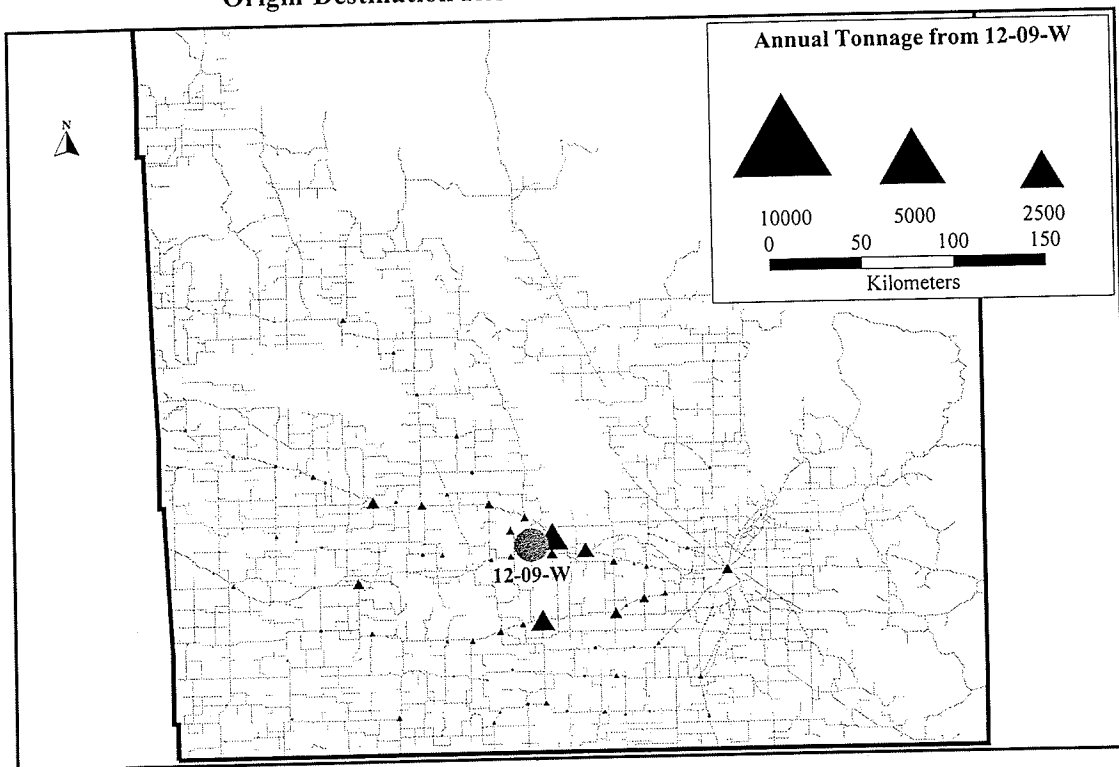 Origin-Destination
Annual Tonnage from 12-09-W
10000 5000 2500
0 50 100 150
Kilometers
N
12-09-W